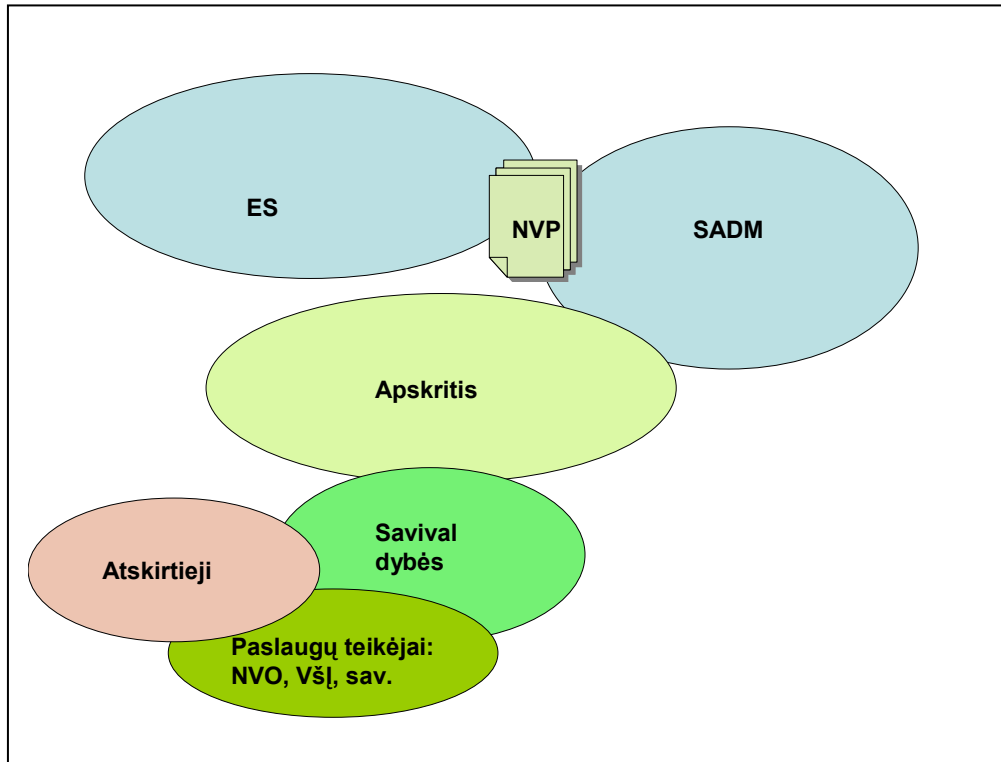 ES
NVP
SADM
Apskritis
Savival
dybės
Atskirtieji
Paslaugų teikėjai:
NVO, VšĮ, sav.